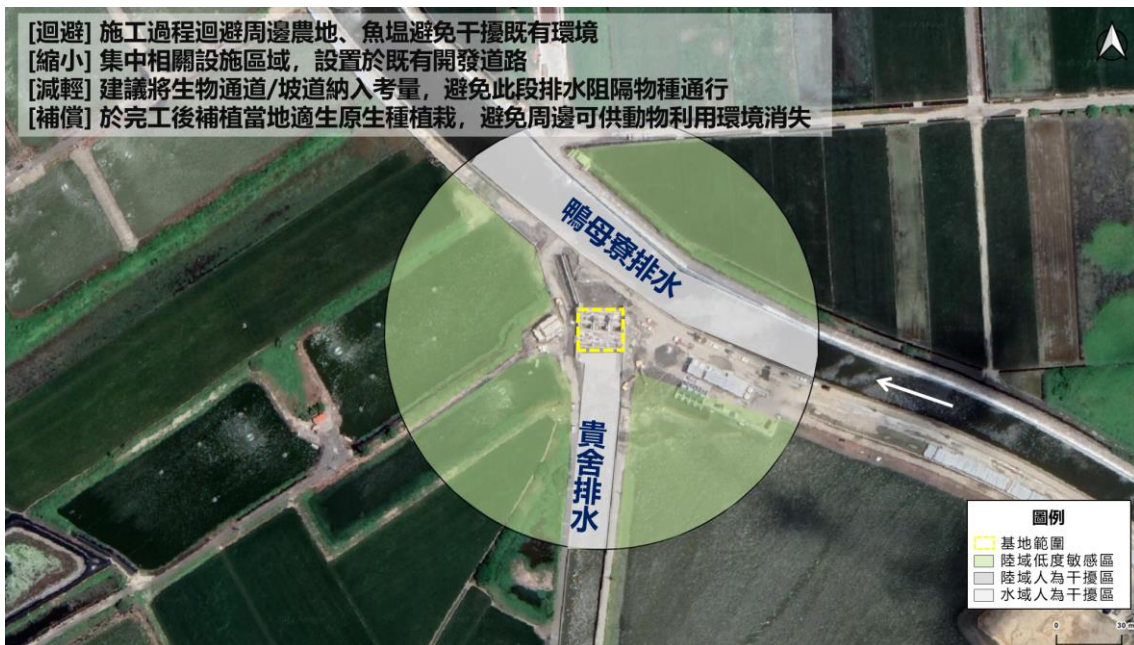 [迴避] 施工過程迴避周邊農地、魚塭避免干擾既有環境
[縮小] 集中相關設施區域，設置於既有開發道路
[減輕] 建議將生物通道/坡道納入考量，避免此段排水阻隔物種通行
[補償] 於完工後補植當地適生原生種植栽，避免周邊可供動物利用環境消失
鴨母寮排水
貴舍排水
圖例
基地範圍
陸域低度敏感區
陸域人為干擾區
水域人為干擾區
0 30 m